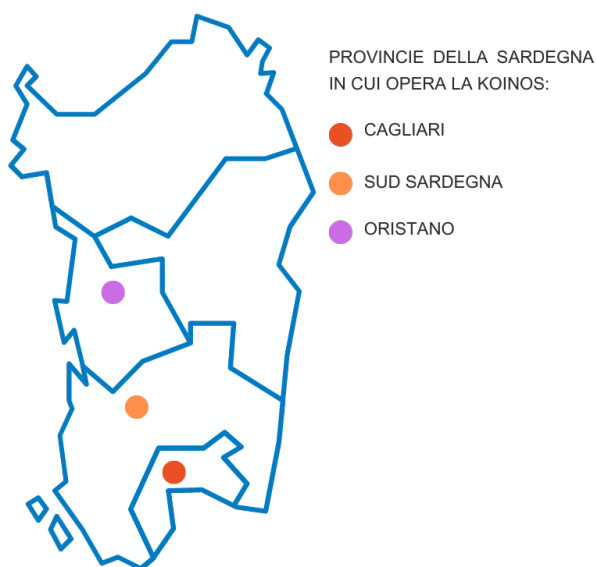 PROVINCIE DELLA SARDEGNA
IN CUI OPERA LA KOINOS:
CAGLIARI
SUD SARDEGNA
ORISTANO